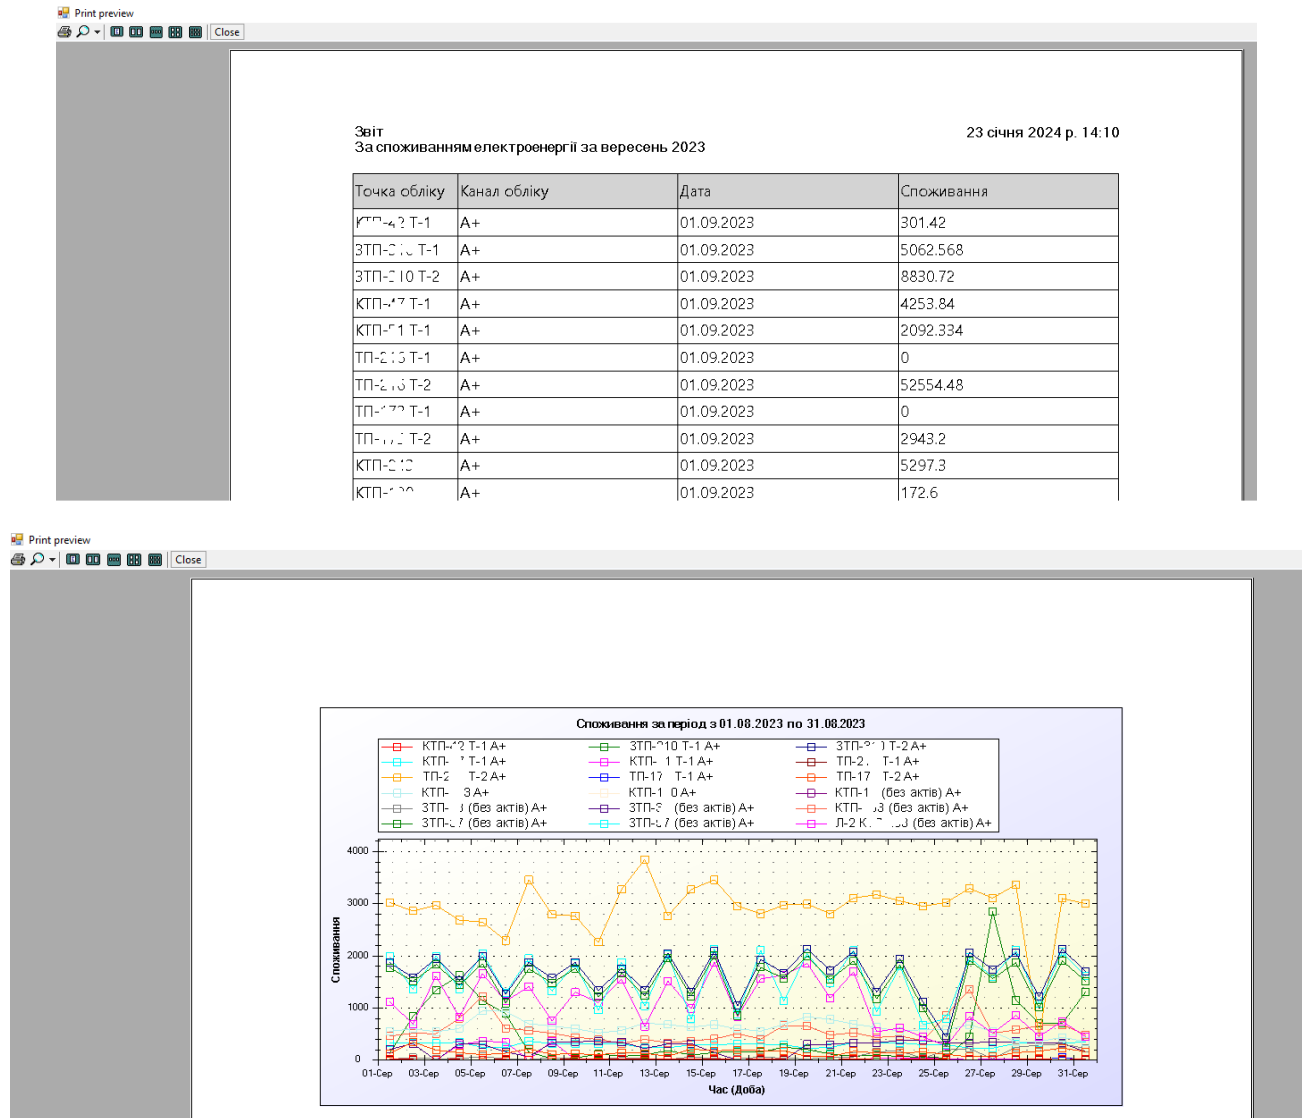 Print preview
Close
Звіт
23 січня 2024 р. 14:10
За споживанням електроенергії за вересень 2023
Точка обліку Канал обліку Дата Споживання
Т-1 A+ 01.09.2023 301.42
Т-1 A+ 01.09.2023 5062.568
Т-2 A+ 01.09.2023 8830.72
Т-1 A+ 01.09.2023 4253.84
Т-1 A+ 01.09.2023 2092.334
Т-1 A+ 01.09.2023 0
Т-2 A+ 01.09.2023 52554.48
Т-1 A+ 01.09.2023 0
Т-2 A+ 01.09.2023 2943.2
A+ 01.09.2023 5297.3
A+ 01.09.2023 172.6
Print preview
Close
Споживання за період з 01.08.2023 по 31.08.2023
Т-1 A+ Т-1 A+ Т-2 A+
Т-1 A+ Т-1 A+ Т-1 A+
Т-2 A+ Т-1 A+ Т-2 A+
A+ A+ (без актів) A+
(без актів) A+ (без актів) A+ (без актів) A+
(без актів) A+ (без актів) A+ Л-2 (без актів) A+
4000
3000
2000
1000
0
Споживання
01-Сер 03-Сер 05-Сер 07-Сер 09-Сер 11-Сер 13-Сер 15-Сер 17-Сер 19-Сер 21-Сер 23-Сер 25-Сер 27-Сер 29-Сер 31-Сер
Час (Доба)